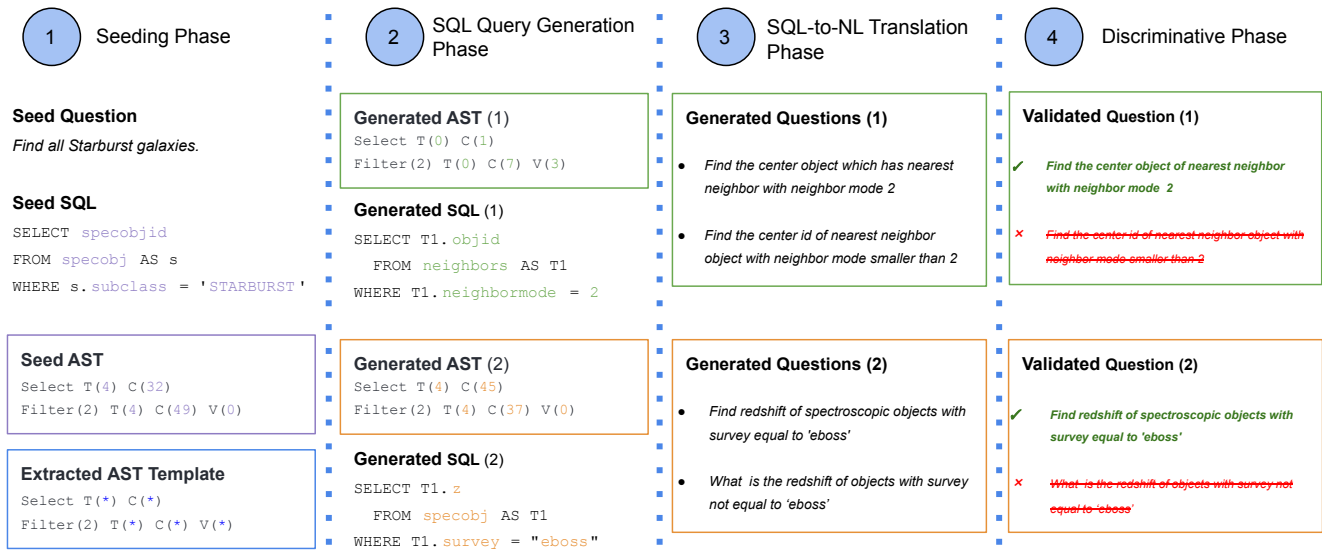 1
Seeding Phase
Seed Question
Find all Starburst galaxies.
Seed SQL
SELECT specobjid
FROM specobj AS s
WHERE s.subclass = 'STARBURST'
Seed AST
Select T(4) C(32)
Filter(2) T(4) C(49) V(0)
Extracted AST Template
Select T(*) C(*)
Filter(2) T(*) C(*) V(*)
2
SQL Query Generation
Phase
Generated AST (1)
Select T(0) C(1)
Filter(2) T(0) C(7) V(3)
Generated SQL (1)
SELECT T1.objid
FROM neighbors AS T1
WHERE T1.neighbormode = 2
Generated AST (2)
Select T(4) C(45)
Filter(2) T(4) C(37) V(0)
Generated SQL (2)
SELECT T1.z
FROM specobj AS T1
WHERE T1.survey = "eboss"
3
SQL-to-NL Translation
Phase
Generated Questions (1)
● Find the center object which has nearest
neighbor with neighbor mode 2
● Find the center id of nearest neighbor
object with neighbor mode smaller than 2
Generated Questions (2)
● Find redshift of spectroscopic objects with
survey equal to 'eboss'
● What is the redshift of objects with survey
not equal to ‘eboss’
4
Discriminative Phase
Validated Question (1)
✓ Find the center object of nearest neighbor
with neighbor mode 2
× Find the center id of nearest neighbor object with
neighbor mode smaller than 2
Validated Question (2)
✓ Find redshift of spectroscopic objects with
survey equal to 'eboss'
× What is the redshift of objects with survey not
equal to ‘eboss’